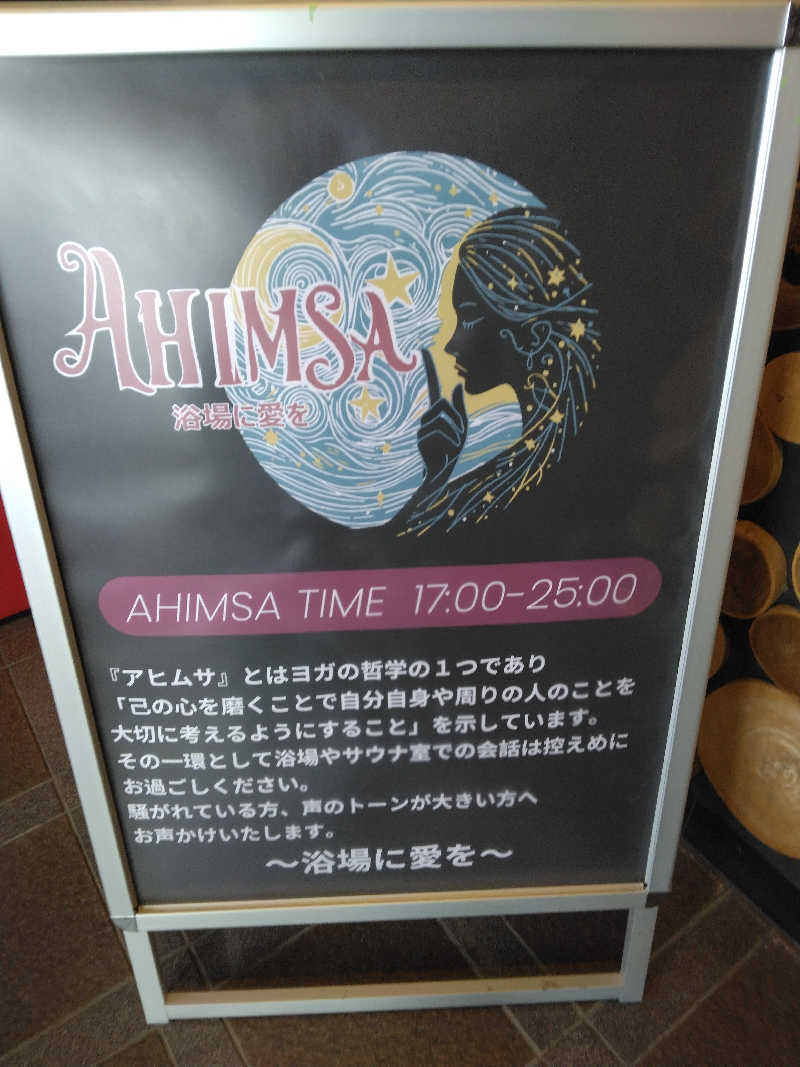 AHIMSA
浴場に愛を
AHIMSA TIME 17:00-25:00
『アヒムサ』とはヨガの哲学の1つであり
「己の心を磨くことで自分自身や周りの人のことを
大切に考えるようにすること」を示しています。
その一環として浴場やサウナ室での会話は控えめに
お過ごしください。
騒がれている方、声のトーンが大きい方へ
お声かけいたします。
～浴場に愛を～